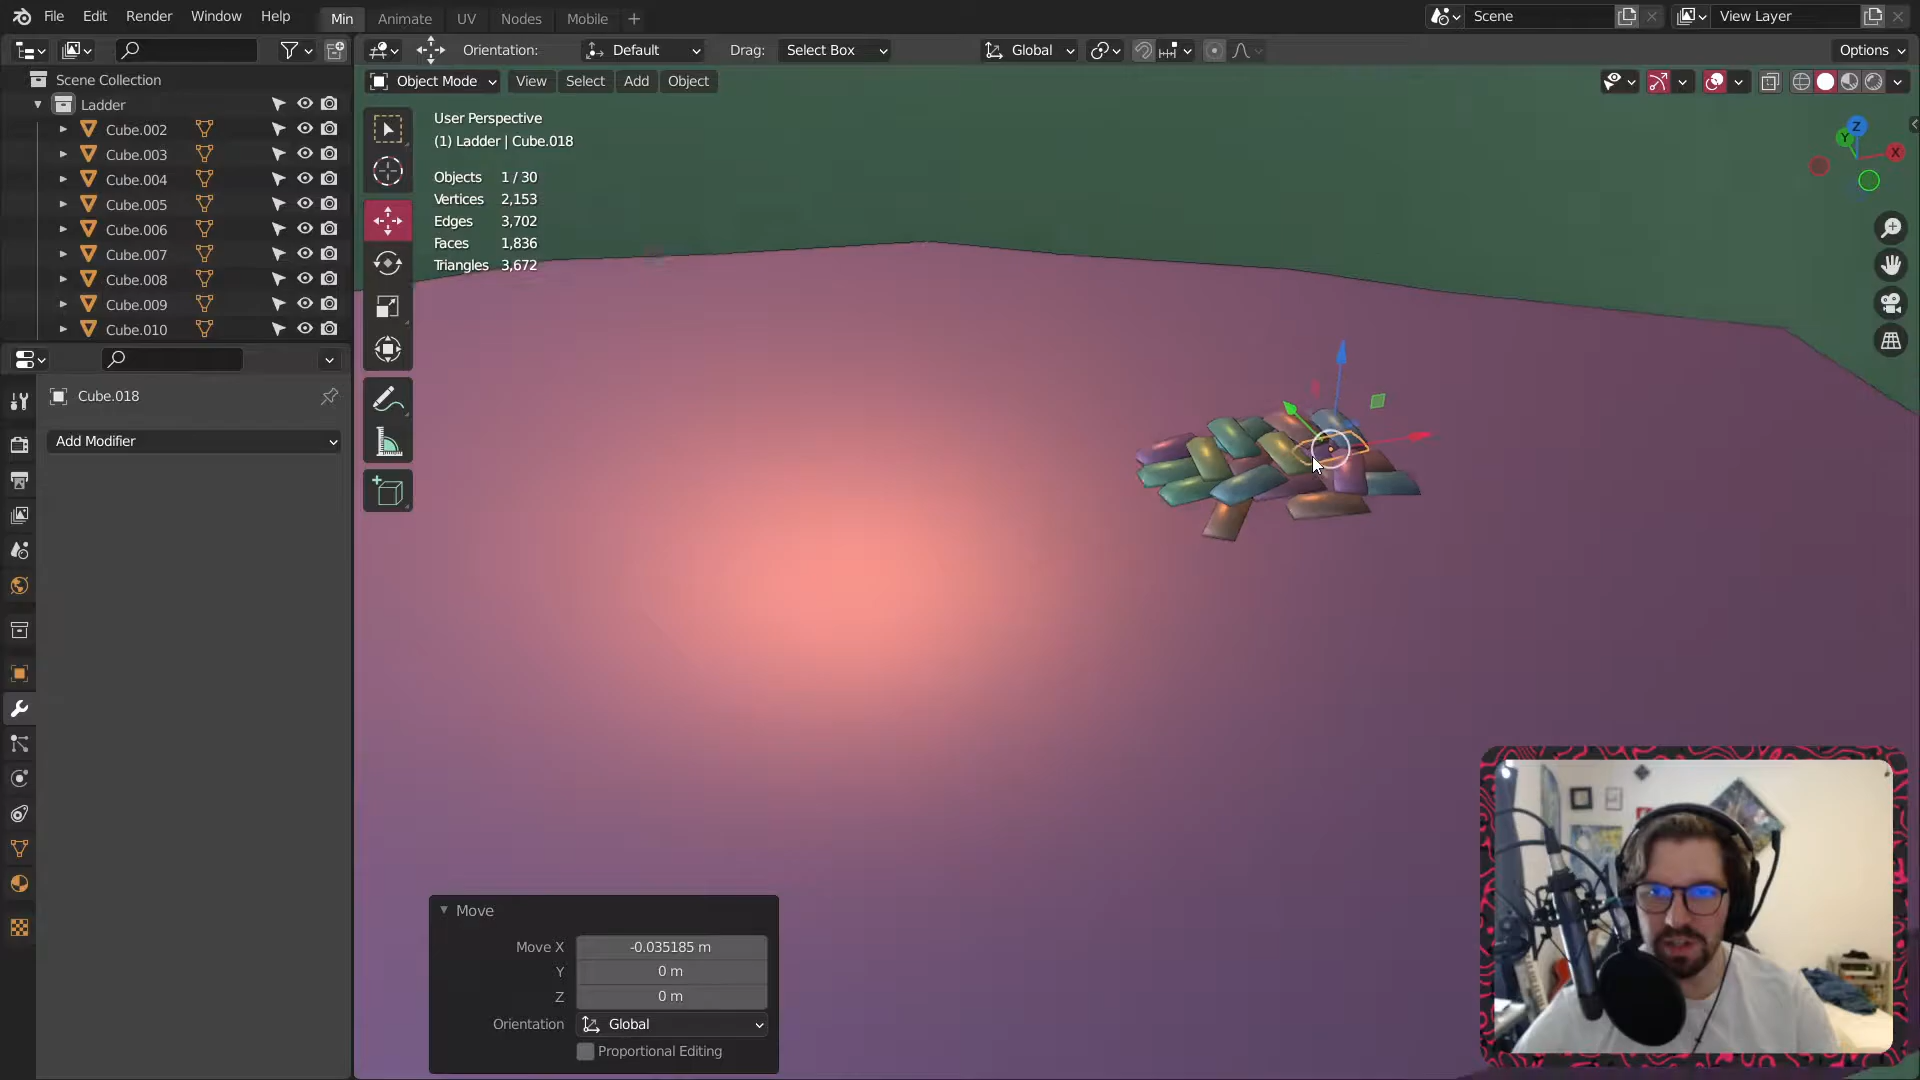 File Edit Render Window Help Min Animate UV Nodes Mobile Scene View Layer
Orientation: Default Drag: Select Box Global Options
Scene Collection
Object Mode View Select Add Object
Ladder
Cube.002
Cube.003
Cube.004
Cube.005
Cube.006
Cube.007
Cube.008
Cube.009
Cube.010
User Perspective
(1) Ladder | Cube.018
Objects 1 / 30
Vertices 2,153
Edges 3,702
Faces 1,836
Triangles 3,672
Z
Y
X
Cube.018
Add Modifier
Move
Move X -0.035185 m
Y 0 m
Z 0 m
Orientation Global
Proportional Editing